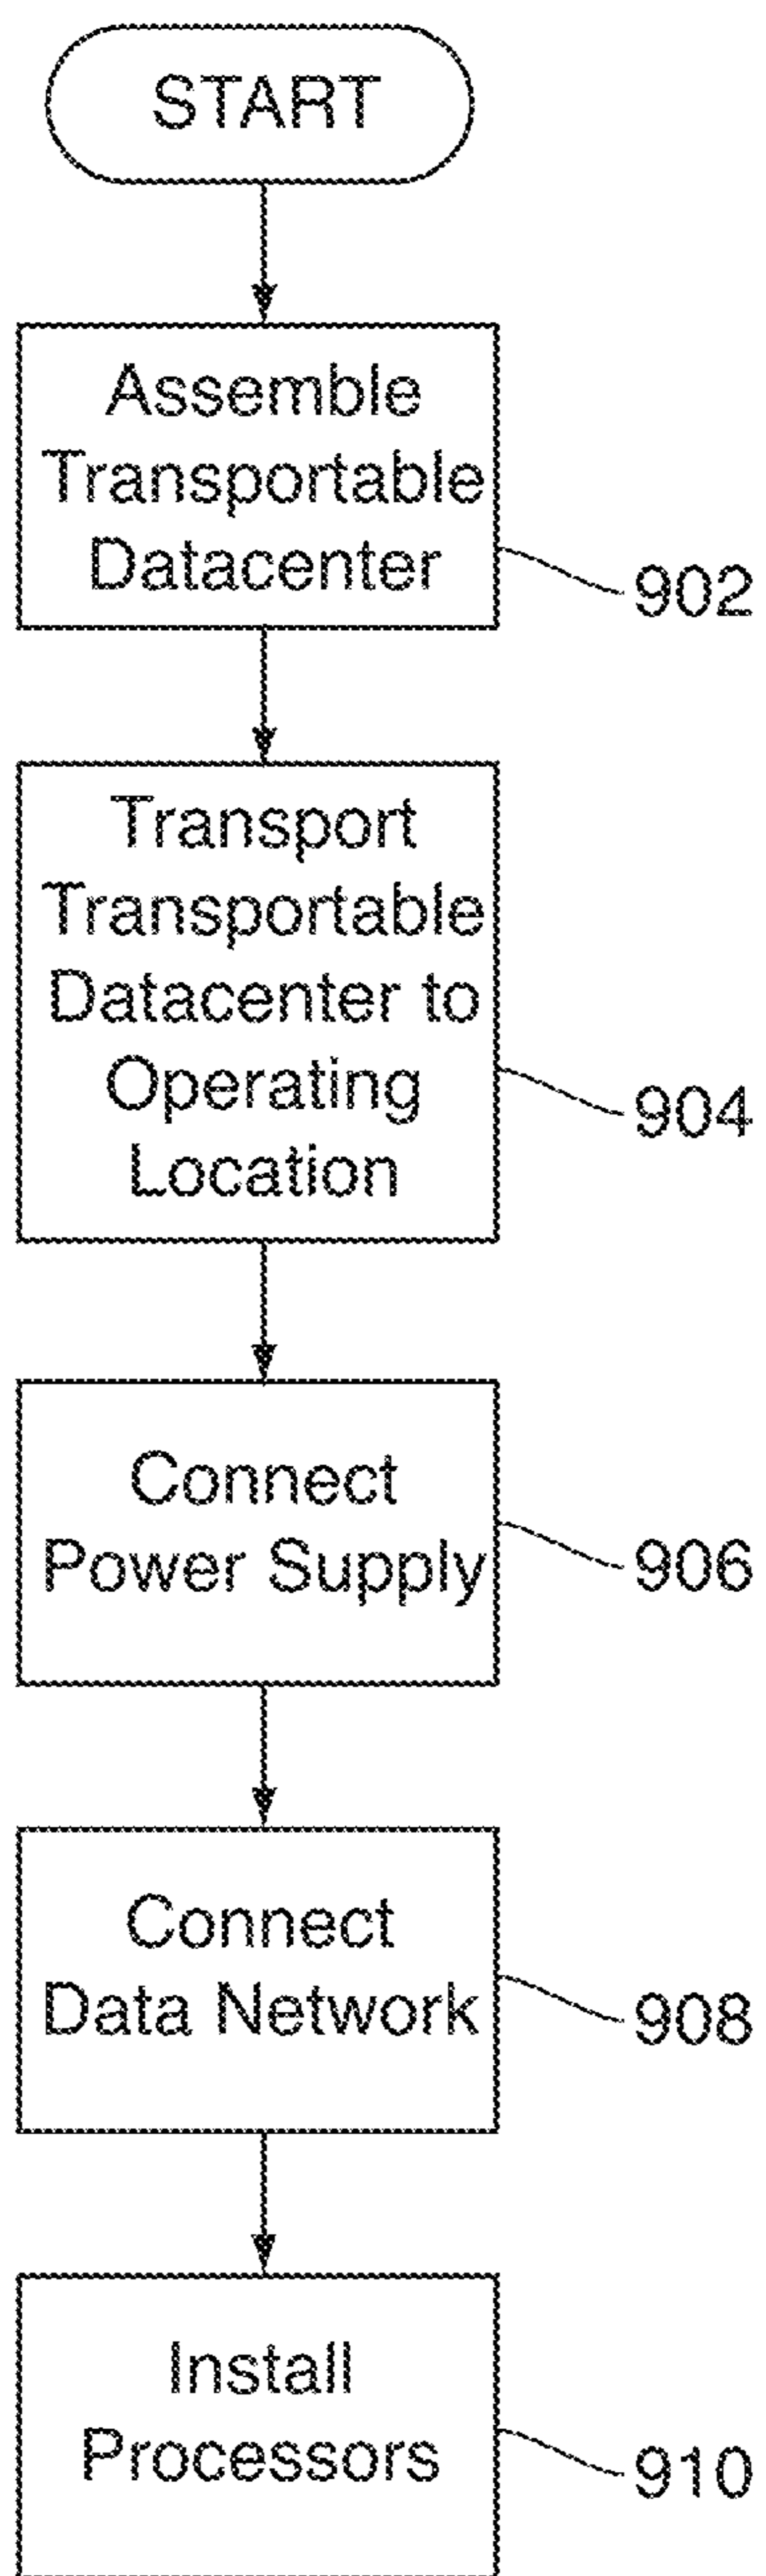 START
Assemble
Transportable
Datacenter
902
Transport
Transportable
Datacenter to
Operating
Location
904
Connect
Power Supply
906
Connect
Data Network
908
Install
Processors
910